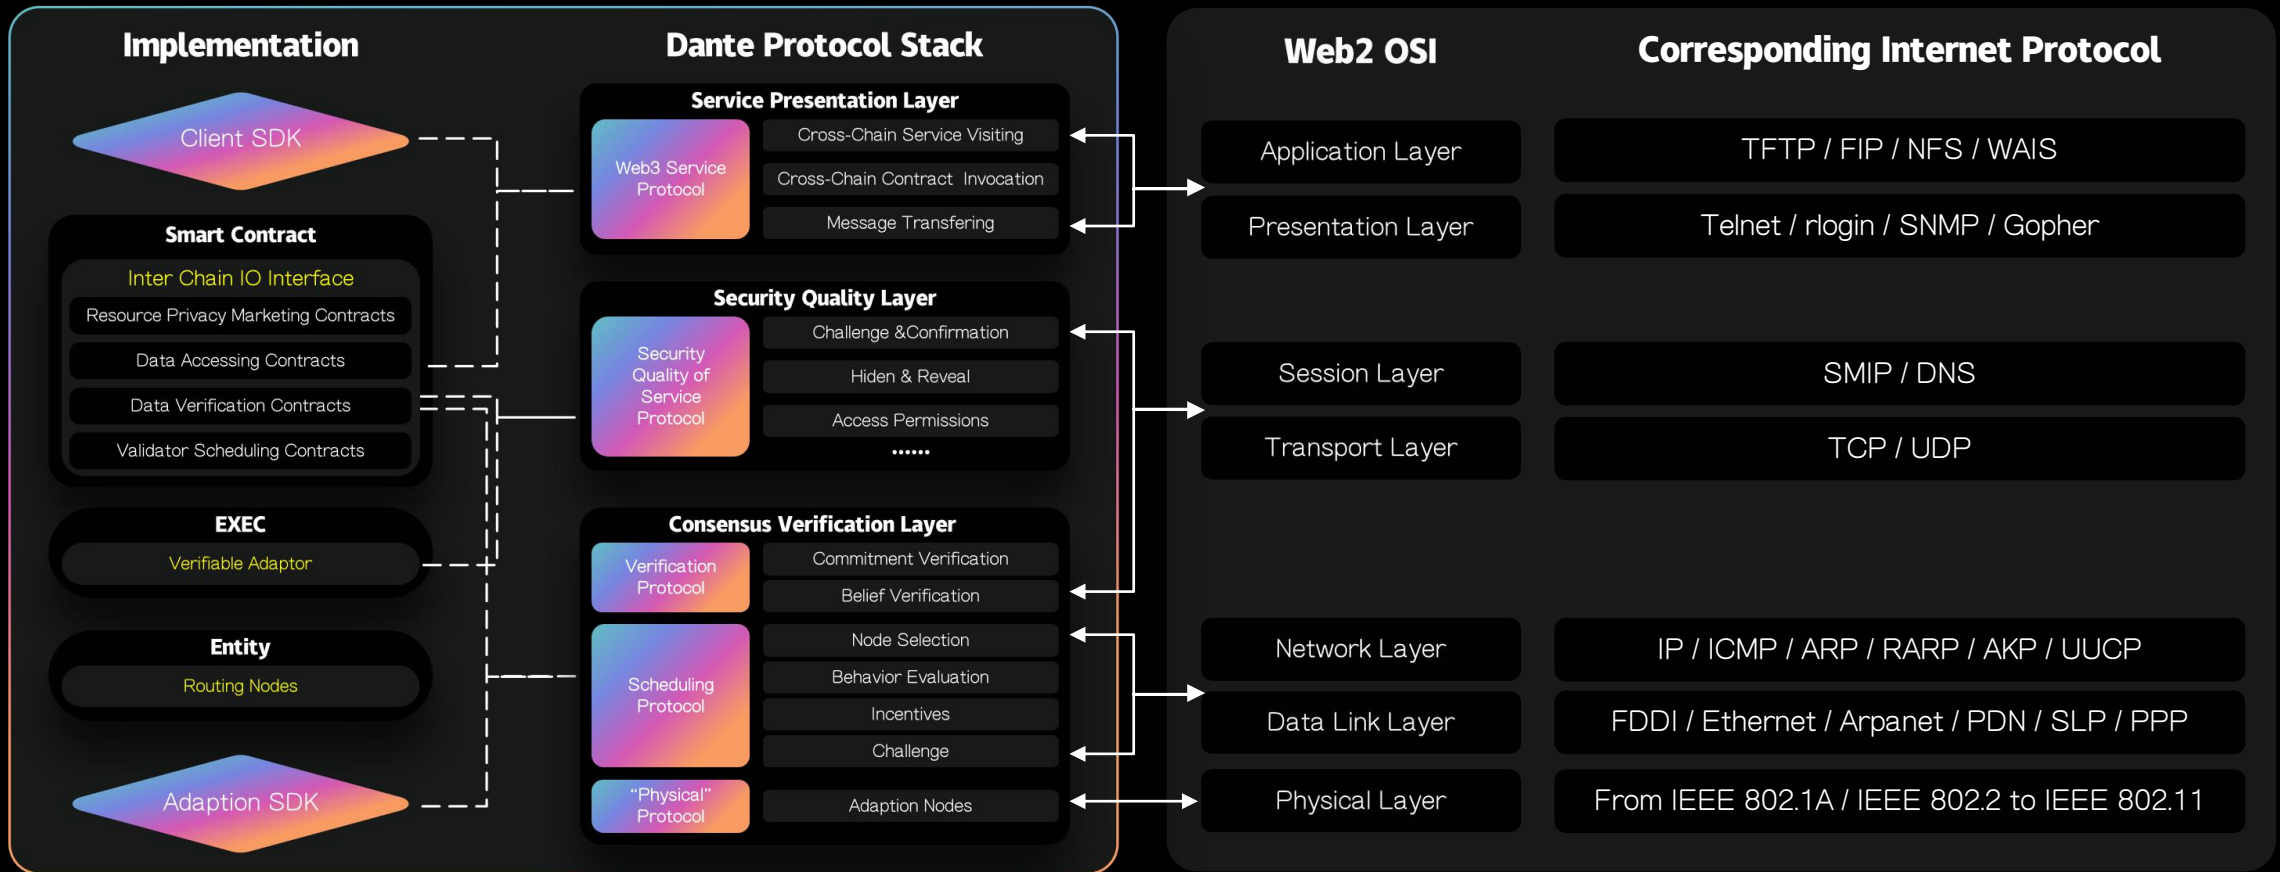 Implementation
Client SDK
Smart Contract
Inter Chain IO Interface
Resource Privacy Marketing Contracts
Data Accessing Contracts
Data Verification Contracts
Validator Scheduling Contracts
EXEC
Verifiable Adaptor
Entity
Routing Nodes
Adaption SDK
Dante Protocol Stack
Service Presentation Layer
Web3 Service
Protocol
Cross-Chain Service Visiting
Cross-Chain Contract Invocation
Message Transfering
Security Quality Layer
Security
Quality of
Service
Protocol
Challenge &Confirmation
Hiden & Reveal
Access Permissions
......
Consensus Verification Layer
Verification
Protocol
Commitment Verification
Belief Verification
Scheduling
Protocol
Node Selection
Behavior Evaluation
Incentives
Challenge
“Physical”
Protocol
Adaption Nodes
Web2 OSI
Application Layer
Presentation Layer
Session Layer
Transport Layer
Network Layer
Data Link Layer
Physical Layer
Corresponding Internet Protocol
TFTP / FIP / NFS / WAIS
Telnet / rlogin / SNMP / Gopher
SMIP / DNS
TCP / UDP
IP / ICMP / ARP / RARP / AKP / UUCP
FDDI / Ethernet / Arpanet / PDN / SLP / PPP
From IEEE 802.1A / IEEE 802.2 to IEEE 802.11